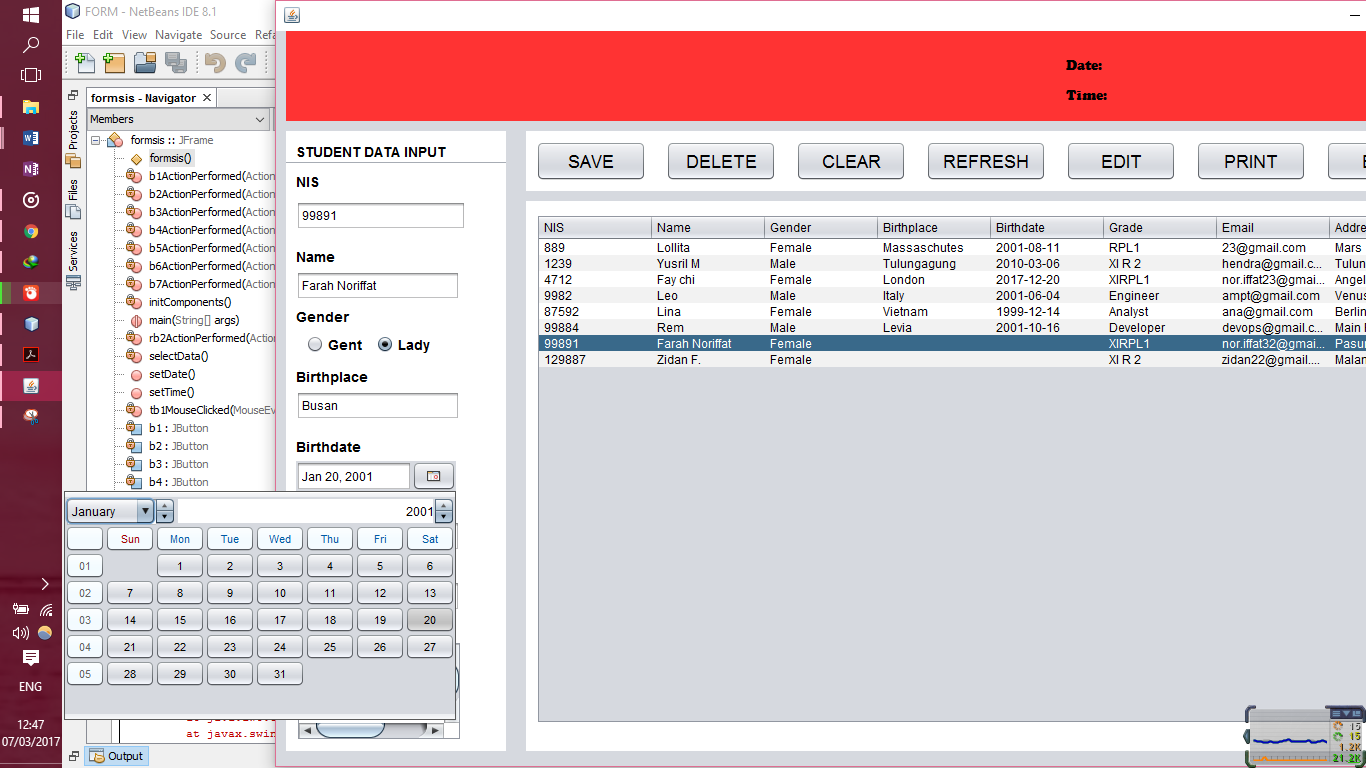 FORM - NetBeans IDE 8.1
File Edit View Navigate Source Refa
formsis - Navigator
Members
formsis :: JFrame
formsis()
b1ActionPerformed(Action
b2ActionPerformed(Action
b3ActionPerformed(Action
b4ActionPerformed(Action
b5ActionPerformed(Action
b6ActionPerformed(Action
b7ActionPerformed(Action
initComponents()
main(String[] args)
rb2ActionPerformed(Actio
selectData()
setDate()
setTime()
tb1MouseClicked(MouseEv
b1 : JButton
b2 : JButton
b3 : JButton
b4 : JButton
Projects
Files
Services
Date:
Time:
STUDENT DATA INPUT
NIS
99891
Name
Farah Noriffat
Gender
Gent Lady
Birthplace
Busan
Birthdate
Jan 20, 2001
January 2001
Sun Mon Tue Wed Thu Fri Sat
01 1 2 3 4 5 6
02 7 8 9 10 11 12 13
03 14 15 16 17 18 19 20
04 21 22 23 24 25 26 27
05 28 29 30 31
SAVE DELETE CLEAR REFRESH EDIT PRINT E
NIS Name Gender Birthplace Birthdate Grade Email Addre
889 Lollita Female Massaschutes 2001-08-11 RPL1 23@gmail.com Mars
1239 Yusril M Male Tulungagung 2010-03-06 XI R 2 hendra@gmail.c... Tulun
4712 Fay chi Female London 2017-12-20 XIRPL1 nor.iffat23@gmai... Angel
9982 Leo Male Italy 2001-06-04 Engineer ampt@gmail.com Venus
87592 Lina Female Vietnam 1999-12-14 Analyst ana@gmail.com Berlin
99884 Rem Male Levia 2001-10-16 Developer devops@gmail.c... Main
99891 Farah Noriffat Female XIRPL1 nor.iffat32@gmai... Pasur
129887 Zidan F. Female XI R 2 zidan22@gmail.... Malan
at javax.swin
Output
ENG
12:47
07/03/2017
15
15
1.2K
21.2K